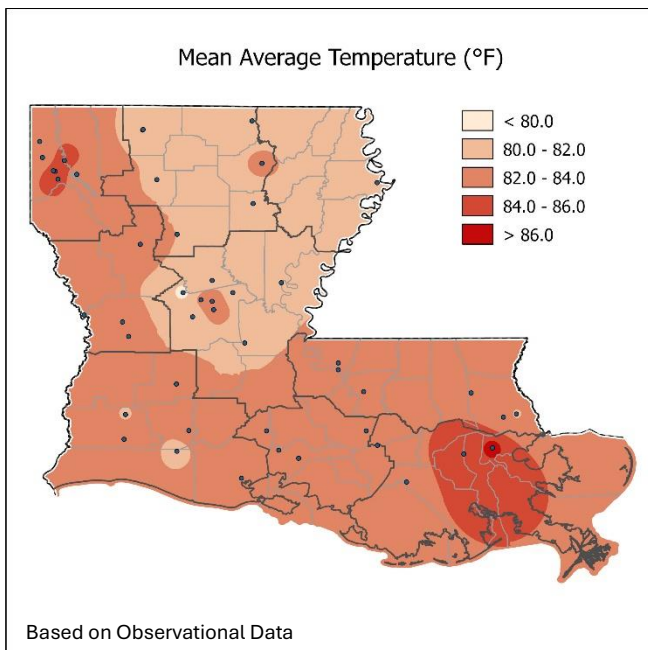 Mean Average Temperature (°F)
< 80.0
80.0 - 82.0
82.0 - 84.0
84.0 - 86.0
> 86.0
Based on Observational Data